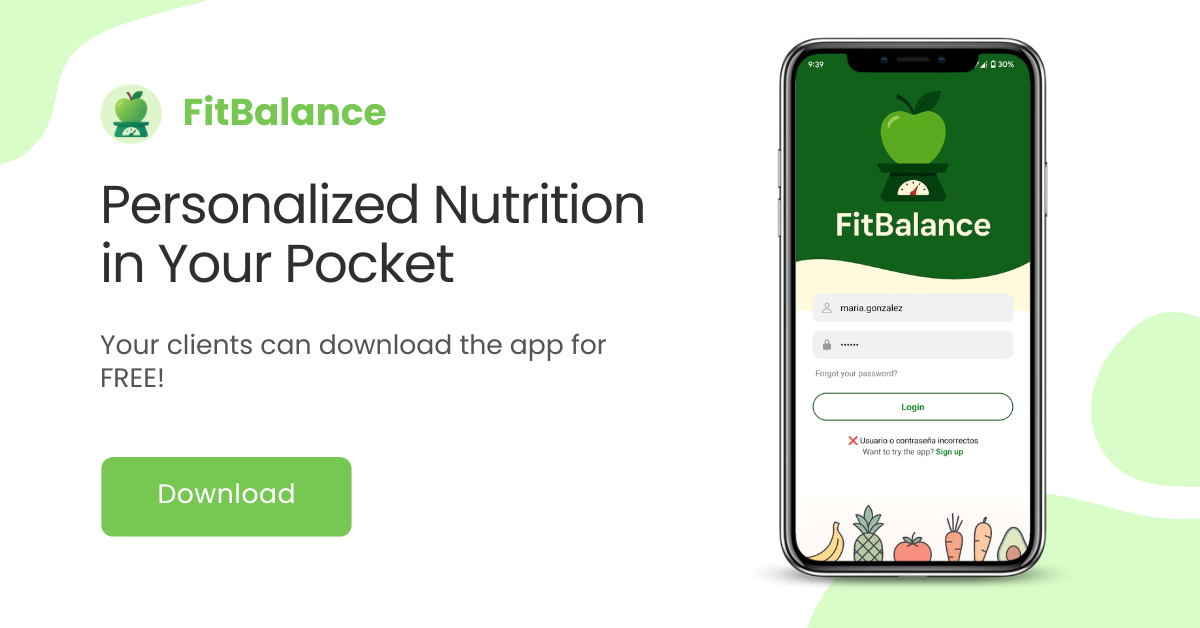 FitBalance
Personalized Nutrition
in Your Pocket
Your clients can download the app for
FREE!
Download
9:39
30%
FitBalance
maria.gonzalez
••••••
Forgot your password?
Login
❌ Usuario o contraseña incorrectos
Want to try the app? Sign up